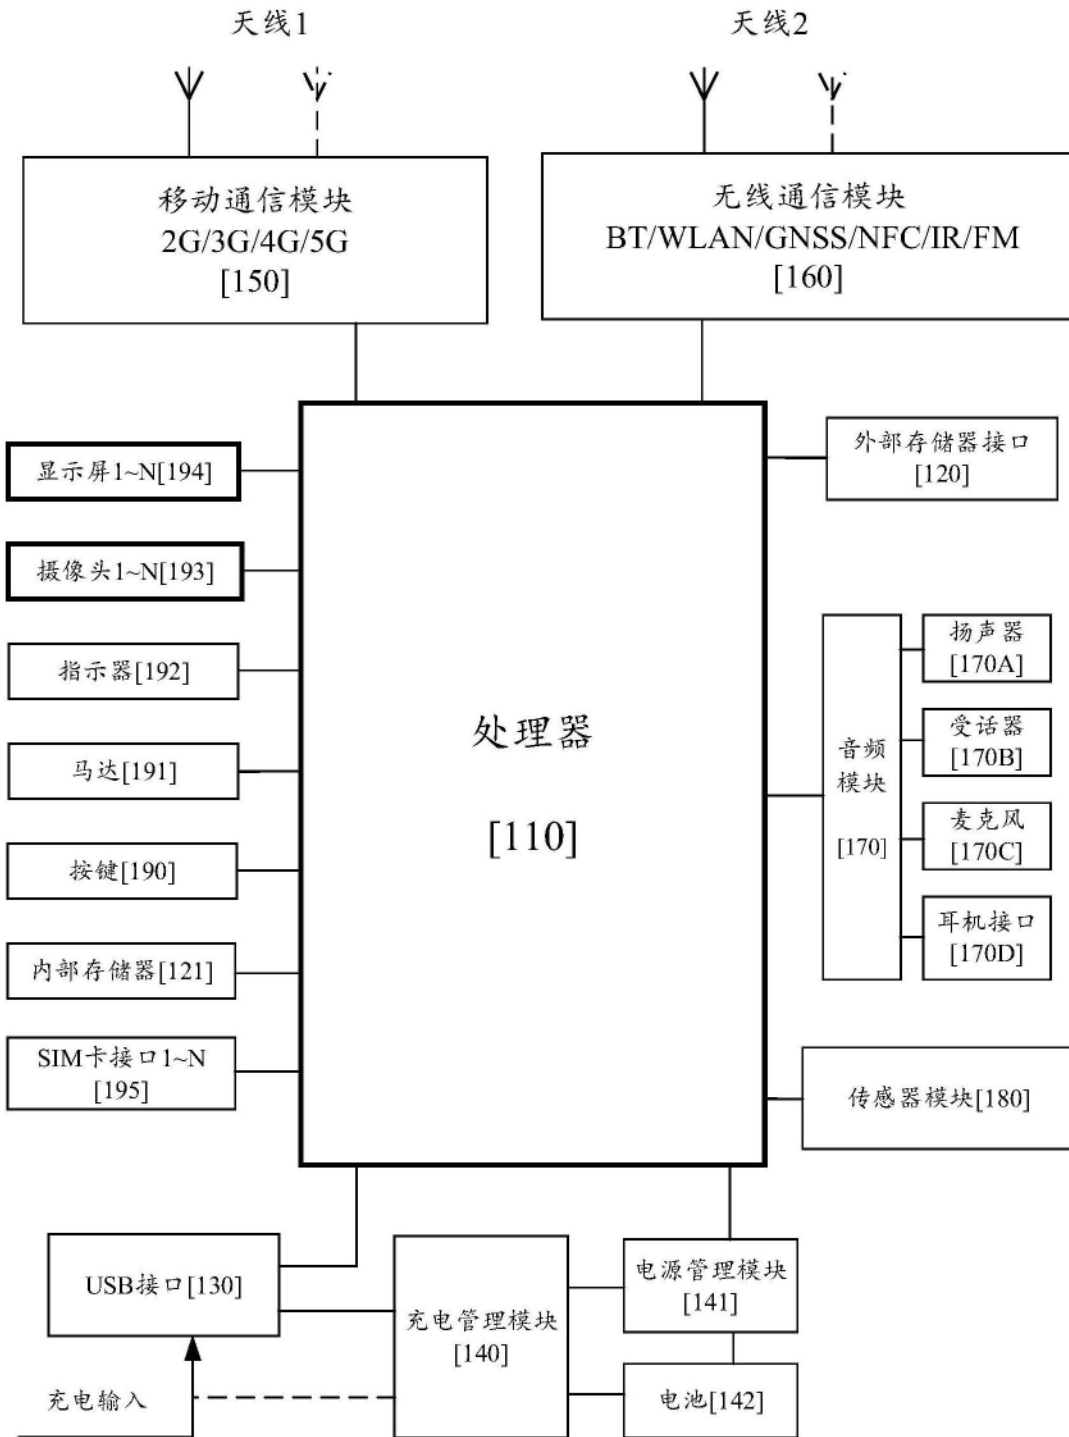 天线1
天线2
移动通信模块
2G/3G/4G/5G
[150]
无线通信模块
BT/WLAN/GNSS/NFC/IR/FM
[160]
显示屏1~N[194]
摄像头1~N[193]
指示器[192]
马达[191]
按键[190]
内部存储器[121]
SIM卡接口1~N
[195]
处理器
[110]
外部存储器接口
[120]
音频
模块
[170]
扬声器
[170A]
受话器
[170B]
麦克风
[170C]
耳机接口
[170D]
传感器模块[180]
USB接口[130]
充电管理模块
[140]
电源管理模块
[141]
电池[142]
充电输入